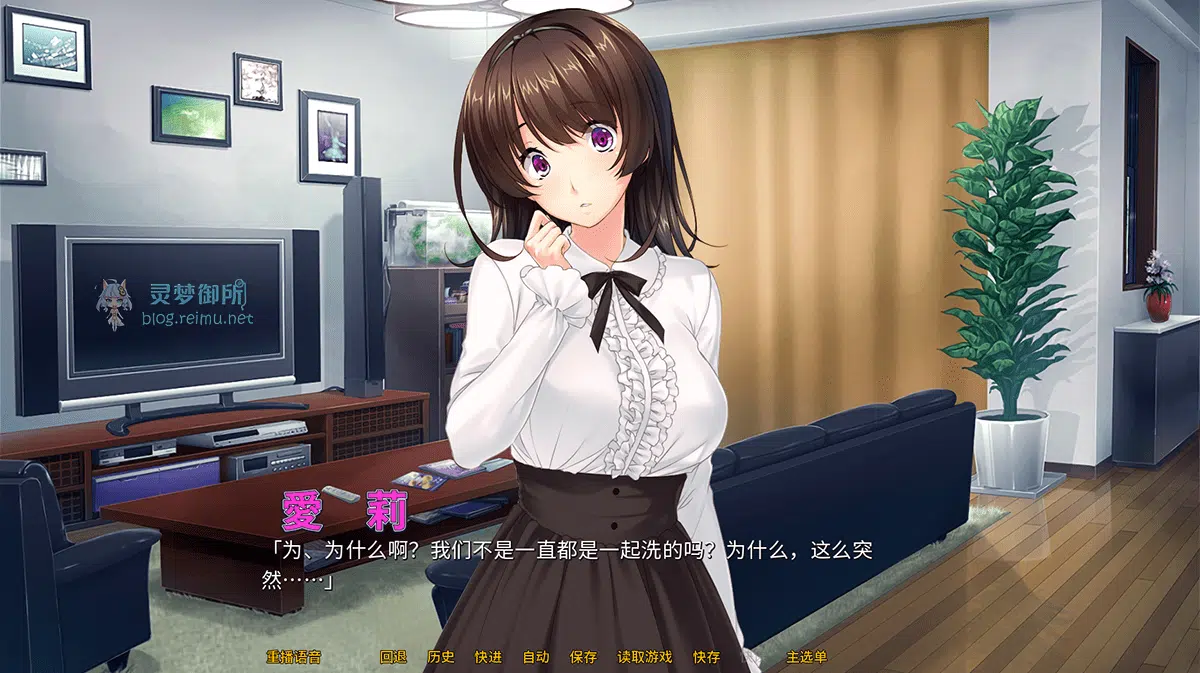 灵梦御所
blog.reimu.net
愛 莉
「为、为什么啊？我们不是一直都是一起洗的吗？为什么，这么突
然……」
重播语音 回退 历史 快进 自动 保存 读取游戏 快存 主选单